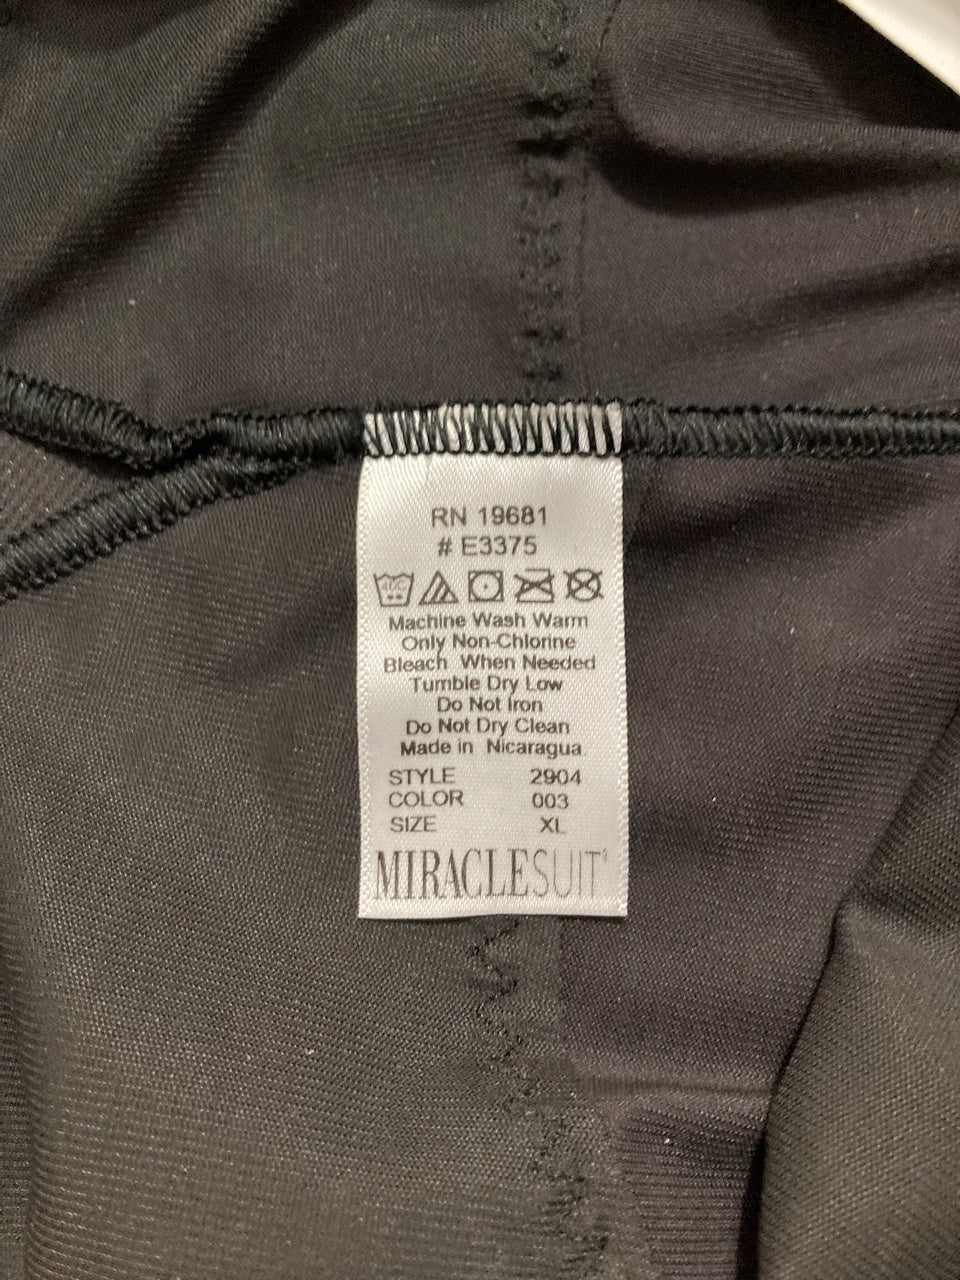 RN 19681
# E3375
40C
Machine Wash Warm
Only Non-Chlorine
Bleach When Needed
Tumble Dry Low
Do Not Iron
Do Not Dry Clean
Made in Nicaragua
STYLE 2904
COLOR 003
SIZE XL
MIRACLESUIT